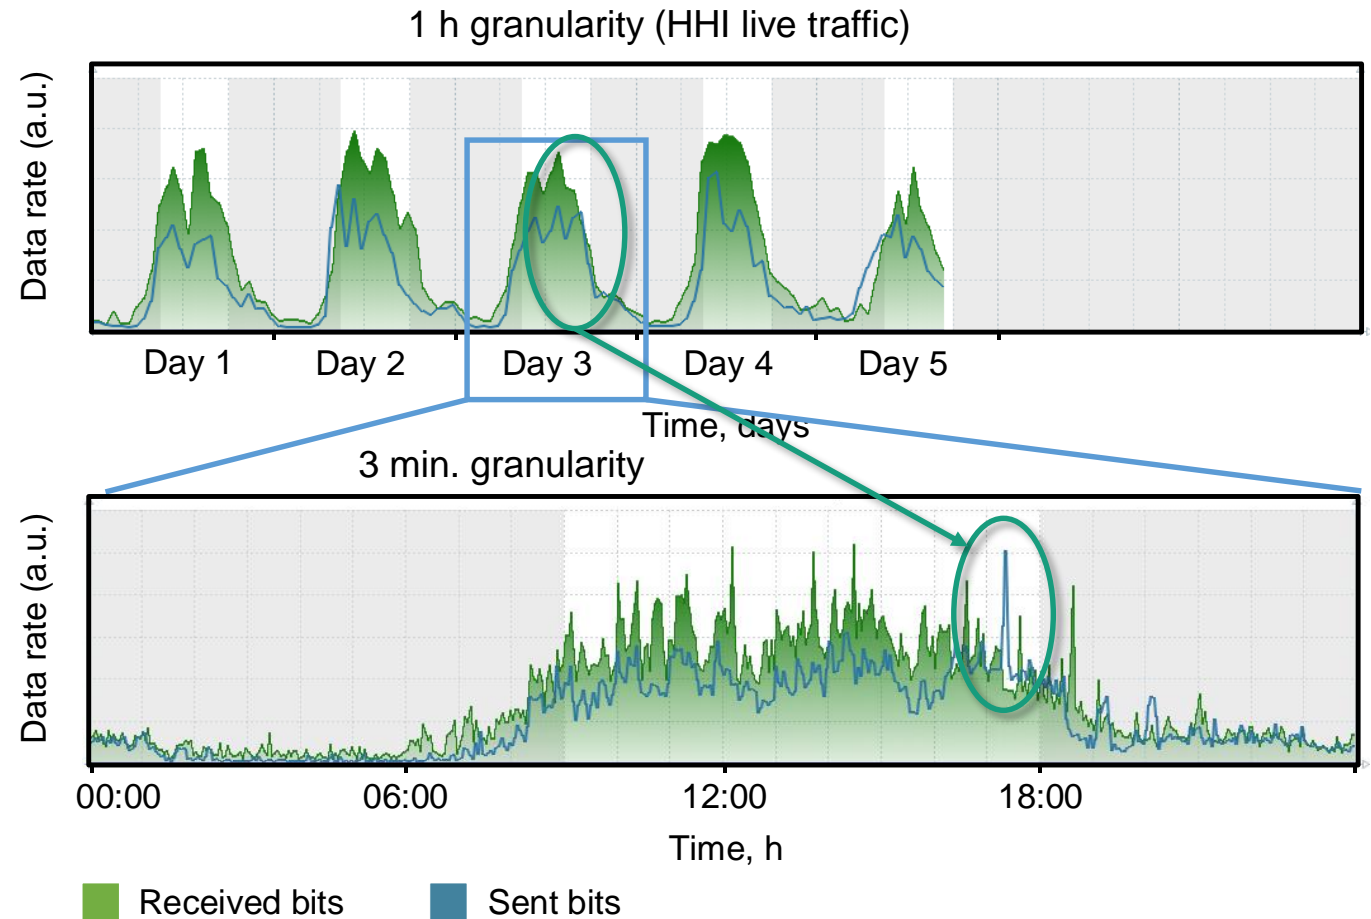 1 h granularity (HHI live traffic)
Data rate (a.u.)
Day 1 Day 2 Day 3 Day 4 Day 5
Time, days
3 min. granularity
Data rate (a.u.)
00:00 06:00 12:00 18:00
Time, h
Received bits Sent bits